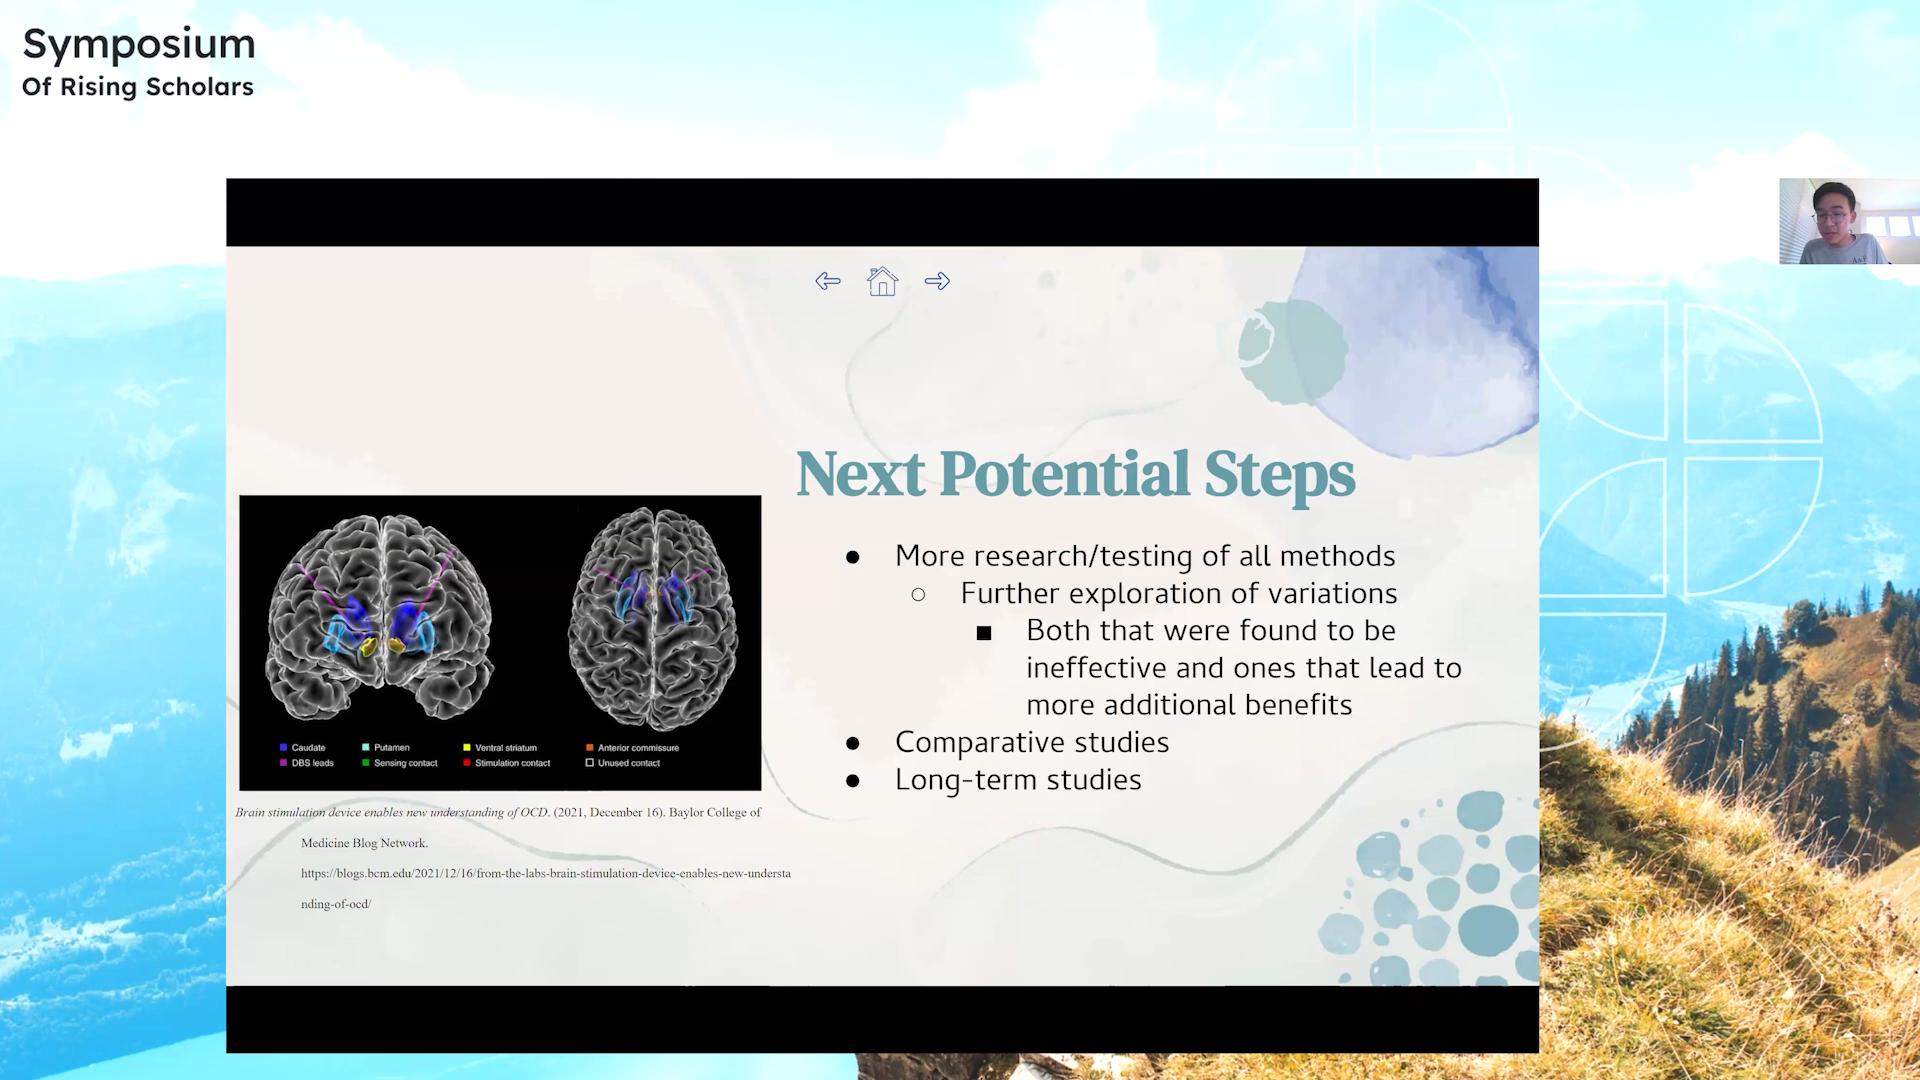 Symposium
Of Rising Scholars
Next Potential Steps
● More research/testing of all methods
○ Further exploration of variations
■ Both that were found to be
ineffective and ones that lead to
more additional benefits
● Comparative studies
● Long-term studies
Caudate Putamen Ventral striatum Anterior commissure
DBS leads Sensing contact Stimulation contact Unused contact
Brain stimulation device enables new understanding of OCD. (2021, December 16). Baylor College of
Medicine Blog Network.
https://blogs.bcm.edu/2021/12/16/from-the-labs-brain-stimulation-device-enables-new-understa
nding-of-ocd/